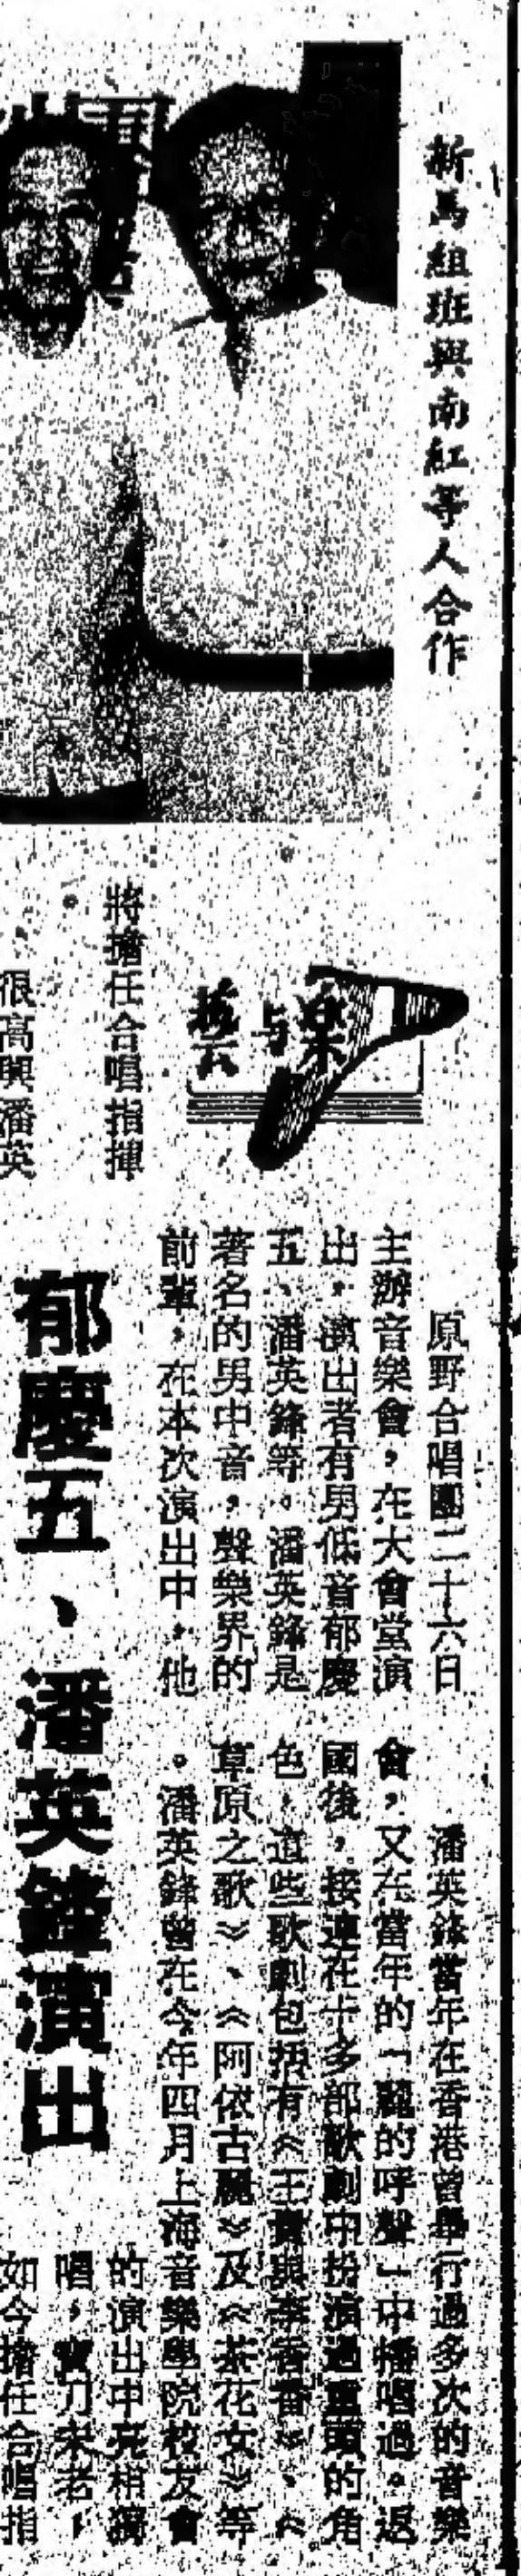 新馬組班與南紅等人合作
藝与樂
郁慶五、潘英鋒演出
原野合唱團二十六日
主辦音樂會，在大會堂演
出，演出者有男低音郁慶
五、潘英鋒等。潘英鋒是
著名的男中音，聲樂界的
前輩，在本次演出中，他
將擔任合唱指揮
很高興潘英
潘英鋒當年在香港曾舉行過多次的音樂
會，又在當年的「麗的呼聲」中播唱過。返
國後，接連在十多部歌劇中扮演過重頭的角
色，這些歌劇包括有《王貴與李香香》、《
草原之歌》、《阿依古麗》及《茶花女》等
。潘英鋒曾在今年四月上海音樂學院校友會
的演出中亮相獨
唱，寶刀未老，
如今擔任合唱指